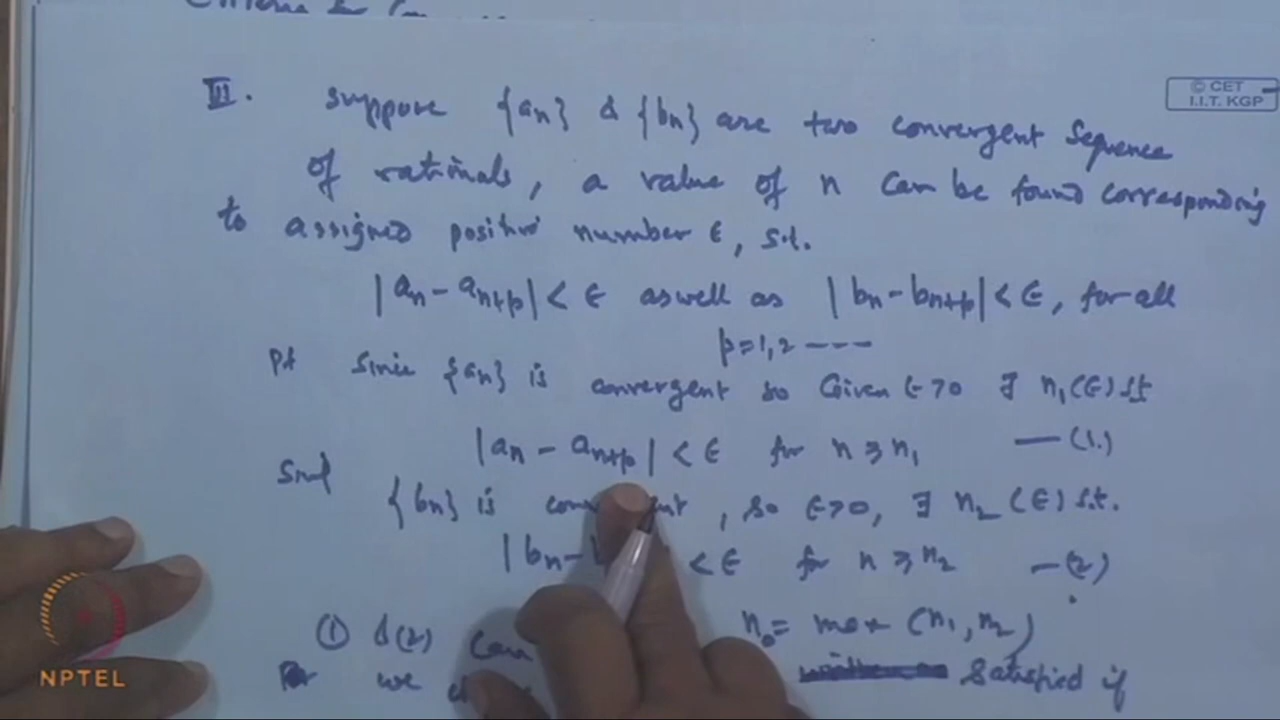 III. Suppose {an} & {bn} are two convergent Sequence
© CET
I.I.T. KGP
of rationals, a value of n can be found corresponding
to assigned positive number ε, s.t.
|an - an+p| < ε as well as |bn - bn+p| < ε, for all
p=1,2 ----
Pf Since {an} is convergent so Given ε>0 ∃ n1(ε) st
|an - an+p| < ε for n ≥ n1 —(1.)
{bn} is , so ε>0, ∃ n2 (ε) s.t.
|bn - < ε for n ≥ n2 —(2)
① &(2) can n0 = max (n1, n2)
we Satisfied if
NPTEL